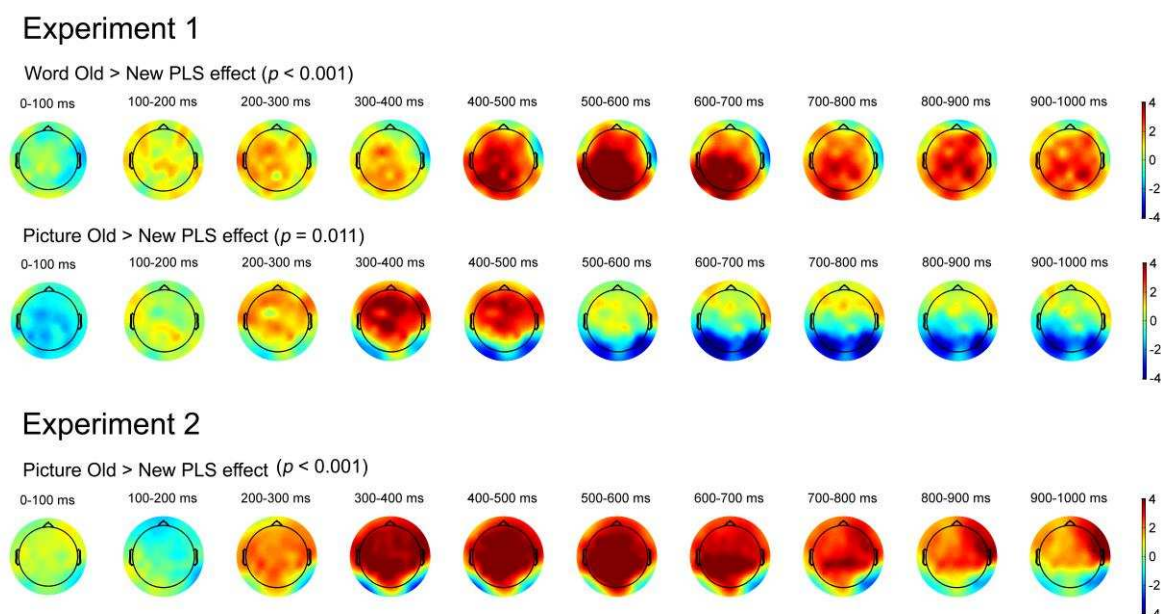 Experiment 1
Word Old > New PLS effect (p < 0.001)
0-100 ms 100-200 ms 200-300 ms 300-400 ms 400-500 ms 500-600 ms 600-700 ms 700-800 ms 800-900 ms 900-1000 ms
4
2
0
-2
-4
Picture Old > New PLS effect (p = 0.011)
0-100 ms 100-200 ms 200-300 ms 300-400 ms 400-500 ms 500-600 ms 600-700 ms 700-800 ms 800-900 ms 900-1000 ms
4
2
0
-2
-4
Experiment 2
Picture Old > New PLS effect (p < 0.001)
0-100 ms 100-200 ms 200-300 ms 300-400 ms 400-500 ms 500-600 ms 600-700 ms 700-800 ms 800-900 ms 900-1000 ms
4
2
0
-2
-4